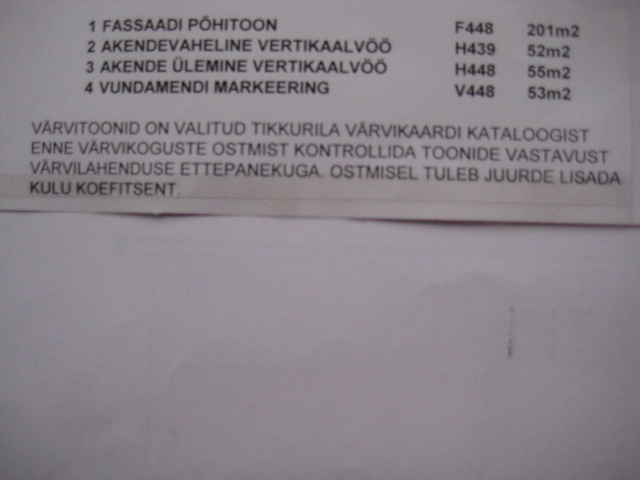 1 FASSAADI PÕHITOON F448 201m2
2 AKENDEVAHELINE VERTIKAALVÖÖ H439 52m2
3 AKENDE ÜLEMINE VERTIKAALVÖÖ H448 55m2
4 VUNDAMENDI MARKEERING V448 53m2
VÄRVITOONID ON VALITUD TIKKURILA VÄRVIKAARDI KATALOOGIST
ENNE VÄRVIKOGUSTE OSTMIST KONTROLLIDA TOONIDE VASTAVUST
VÄRVILAHENDUSE ETTEPANEKUGA. OSTMISEL TULEB JUURDE LISADA
KULU KOEFITSENT.